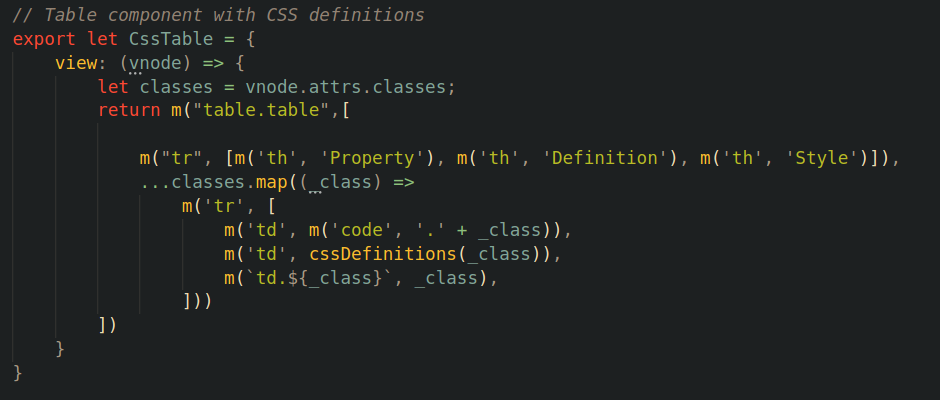 // Table component with CSS definitions
export let CssTable = {
    view: (vnode) => {
        let classes = vnode.attrs.classes;
        return m("table.table",[
            m("tr", [m('th', 'Property'), m('th', 'Definition'), m('th', 'Style')]),
            ...classes.map((_class) =>
                m('tr', [
                    m('td', m('code', '.' + _class)),
                    m('td', cssDefinitions(_class)),
                    m(`td.${_class}`, _class),
                ]))
        ])
    }
}